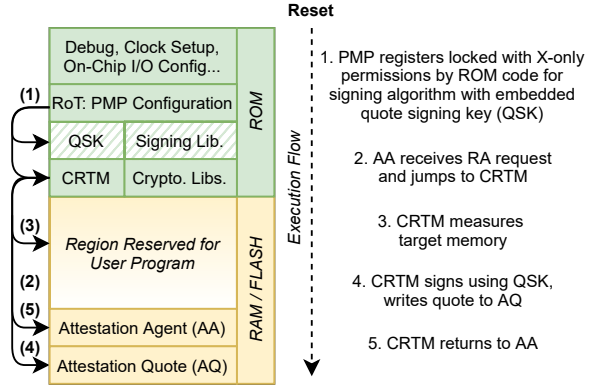 Reset
Debug, Clock Setup,
On-Chip I/O Config...
(1)
RoT: PMP Configuration
QSK
Signing Lib.
CRTM
Crypto. Libs.
ROM
(3)
Region Reserved for
User Program
(2)
(5)
Attestation Agent (AA)
(4)
Attestation Quote (AQ)
RAM / FLASH
Execution Flow
1. PMP registers locked with X-only
permissions by ROM code for
signing algorithm with embedded
quote signing key (QSK)
2. AA receives RA request
and jumps to CRTM
3. CRTM measures
target memory
4. CRTM signs using QSK,
writes quote to AQ
5. CRTM returns to AA